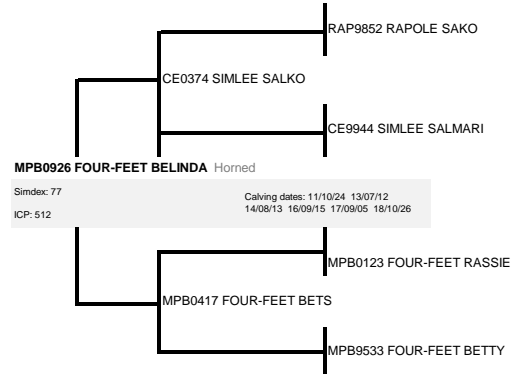 RAP9852 RAPOLE SAKO
CE0374 SIMLEE SALKO
CE9944 SIMLEE SALMARI
MPB0926 FOUR-FEET BELINDA Horned
Simdex: 77
Calving dates: 11/10/24 13/07/12
14/08/13 16/09/15 17/09/05 18/10/26
ICP: 512
MPB0123 FOUR-FEET RASSIE
MPB0417 FOUR-FEET BETS
MPB9533 FOUR-FEET BETTY